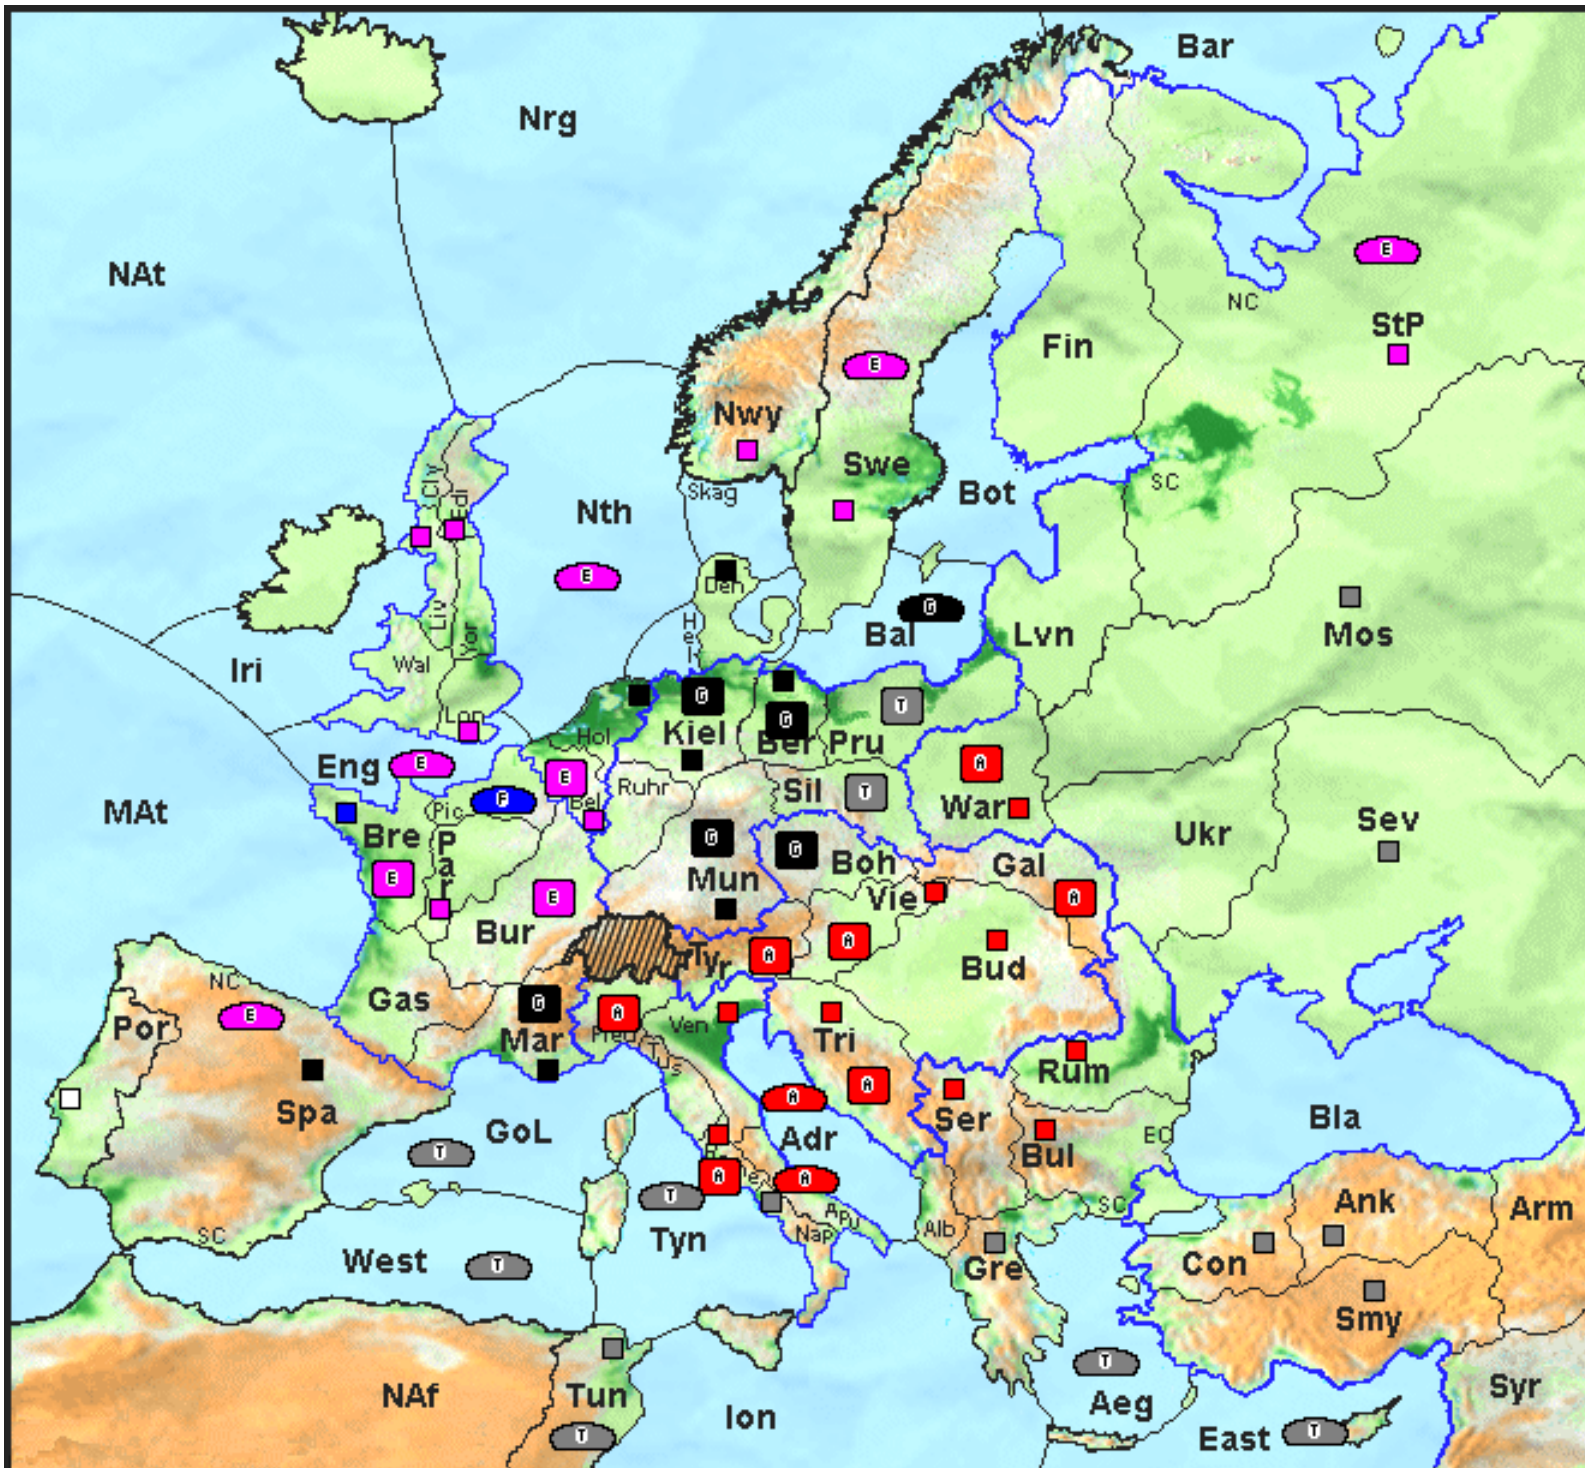 Bar
Nrg
NAt
E
NC
StP
Fin
E
Nwy
Swe
Cly
Edi
Skag
Bot
SC
Nth
E
Den
G
Hel
Bal
Lvn
Mos
Liv
Yor
Wal
Iri
Lon
G
T
G
Kiel
Ber
Pru
Hol
Eng
E
E
A
Ruhr
Sil
T
War
MAt
Pic
F
Bel
Bre
Par
G
G
Boh
Ukr
Sev
Gal
E
E
Mun
Vie
A
Bur
A
Tyr
A
Bud
NC
Gas
G
A
Por
E
Mar
Pied
Ven
Tri
Tus
Rum
Spa
A
A
Ser
GoL
Adr
Bla
T
Bul
EC
A
A
T
Apu
SC
Ank
Arm
SC
Tyn
Nap
Alb
West
T
Gre
Con
Smy
T
NAf
Tun
Ion
Aeg
Syr
T
East
T